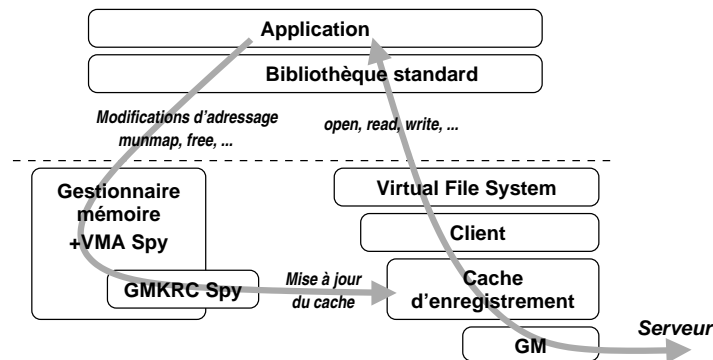 Application
Bibliothèque standard
Modifications d'adressage
munmap, free, ...
open, read, write, ...
Gestionnaire
mémoire
+VMA Spy
GMKRC Spy
Mise à jour
du cache
Virtual File System
Client
Cache
d'enregistrement
GM
Serveur